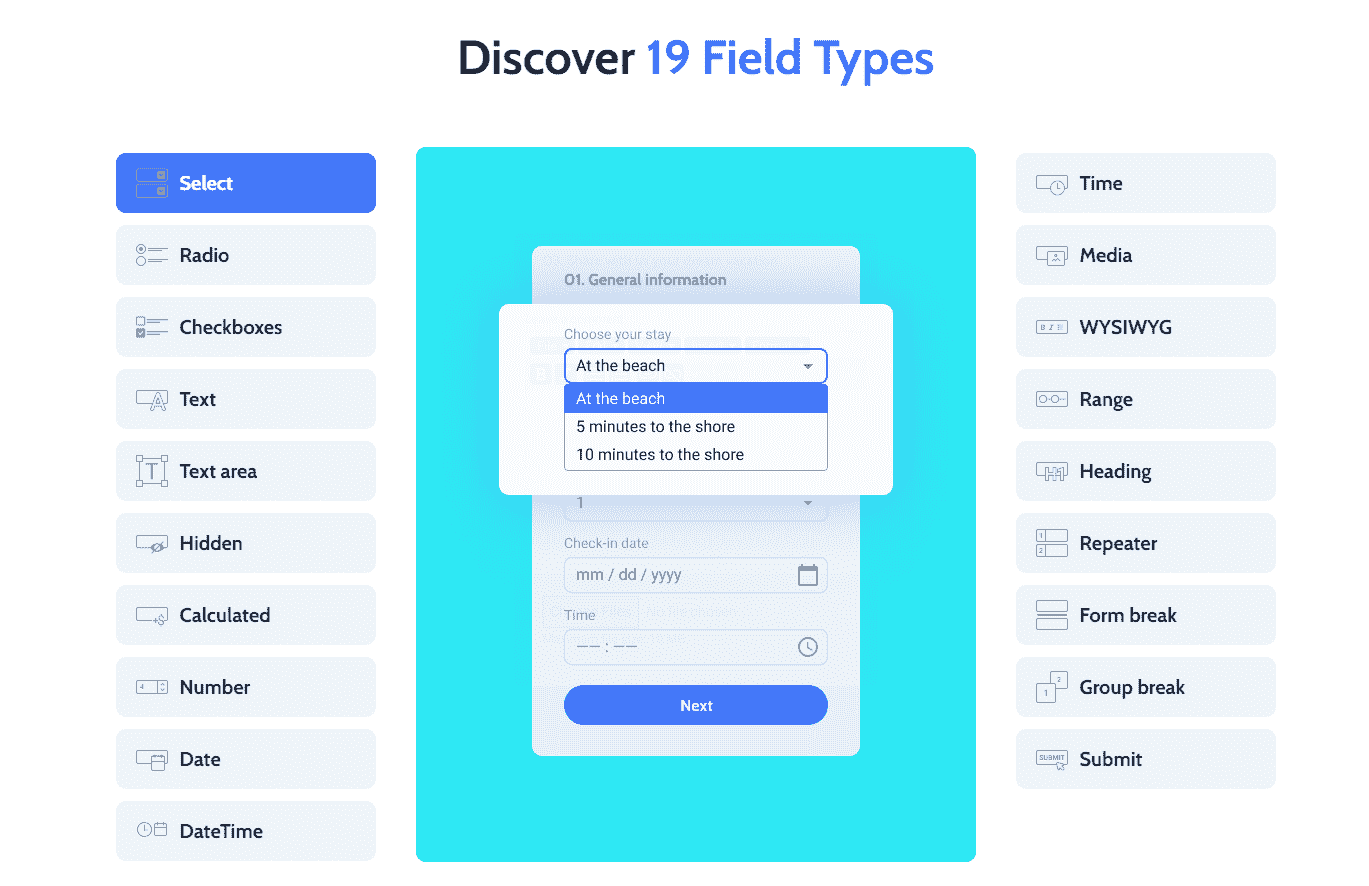 Discover 19 Field Types
Select
Radio
Checkboxes
Text
Text area
Hidden
Calculated
Number
Date
DateTime
01. General information
Choose your stay
At the beach
At the beach
5 minutes to the shore
10 minutes to the shore
1
Check-in date
mm / dd / yyyy
Time
-- : --
Next
Time
Media
WYSIWYG
Range
Heading
Repeater
Form break
Group break
Submit